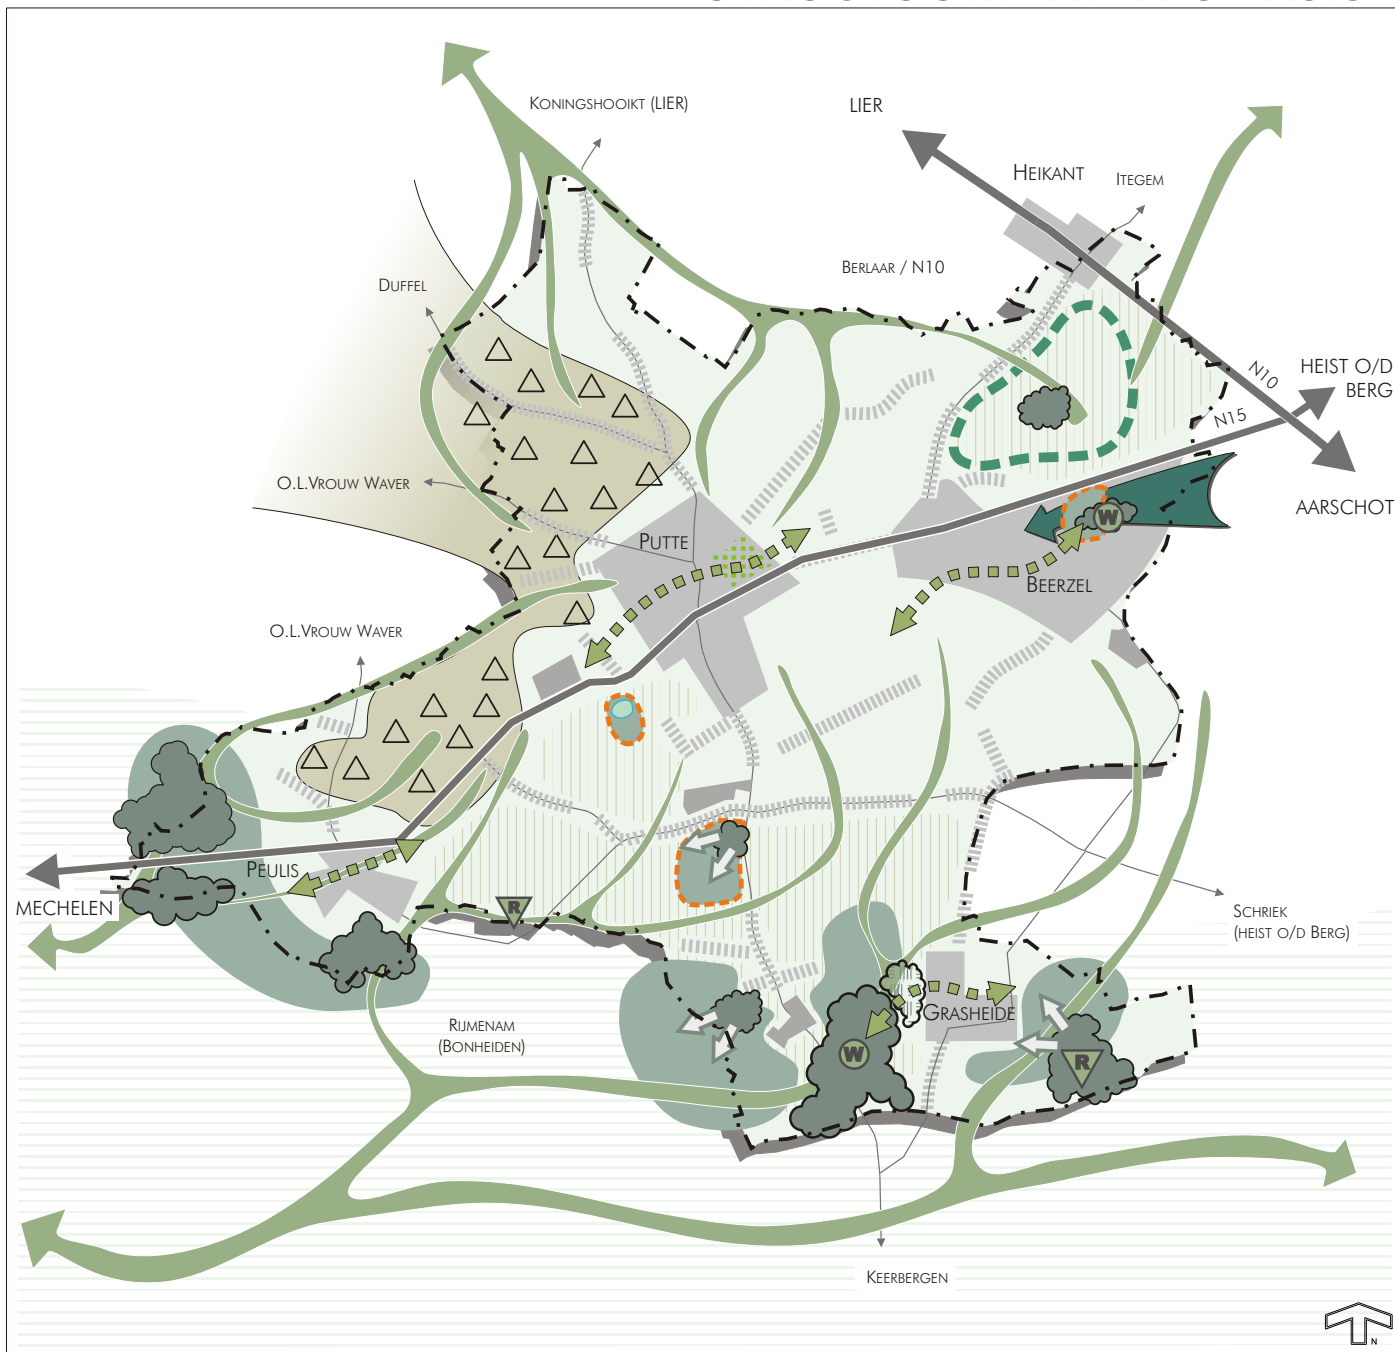 KONINGSHOOIKT (LIER)
LIER
HEIKANT
ITEGEM
BERLAAR / N10
DUFFEL
N10
HEIST O/D
BERG
N15
O.L.VROUW WAVER
AARSCHOT
PUTTE
W
BEERZEL
O.L.VROUW WAVER
PEULIS
MECHELEN
R
SCHRIEK
(HEIST O/D BERG)
GRASHEIDE
RIJMENAM
(BONHEIDEN)
W
R
KEERBERGEN
N